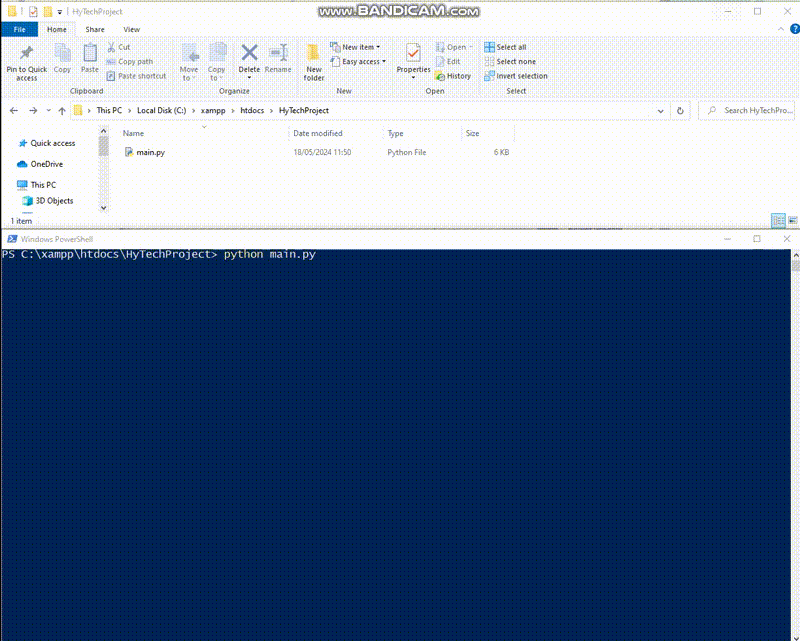 HyTechProject
www.BANDICAM.com
File Home Share View
Pin to Quick access
Copy
Paste
Cut
Copy path
Paste shortcut
Clipboard
Move to
Copy to
Delete
Rename
Organize
New folder
New item
Easy access
New
Properties
Open
Edit
History
Open
Select all
Select none
Invert selection
Select
This PC > Local Disk (C:) > xampp > htdocs > HyTechProject
Search HyTechPro...
Quick access
OneDrive
This PC
3D Objects
Name Date modified Type Size
main.py 18/05/2024 11:50 Python File 6 KB
1 item
Windows PowerShell
PS C:\xampp\htdocs\HyTechProject> python main.py